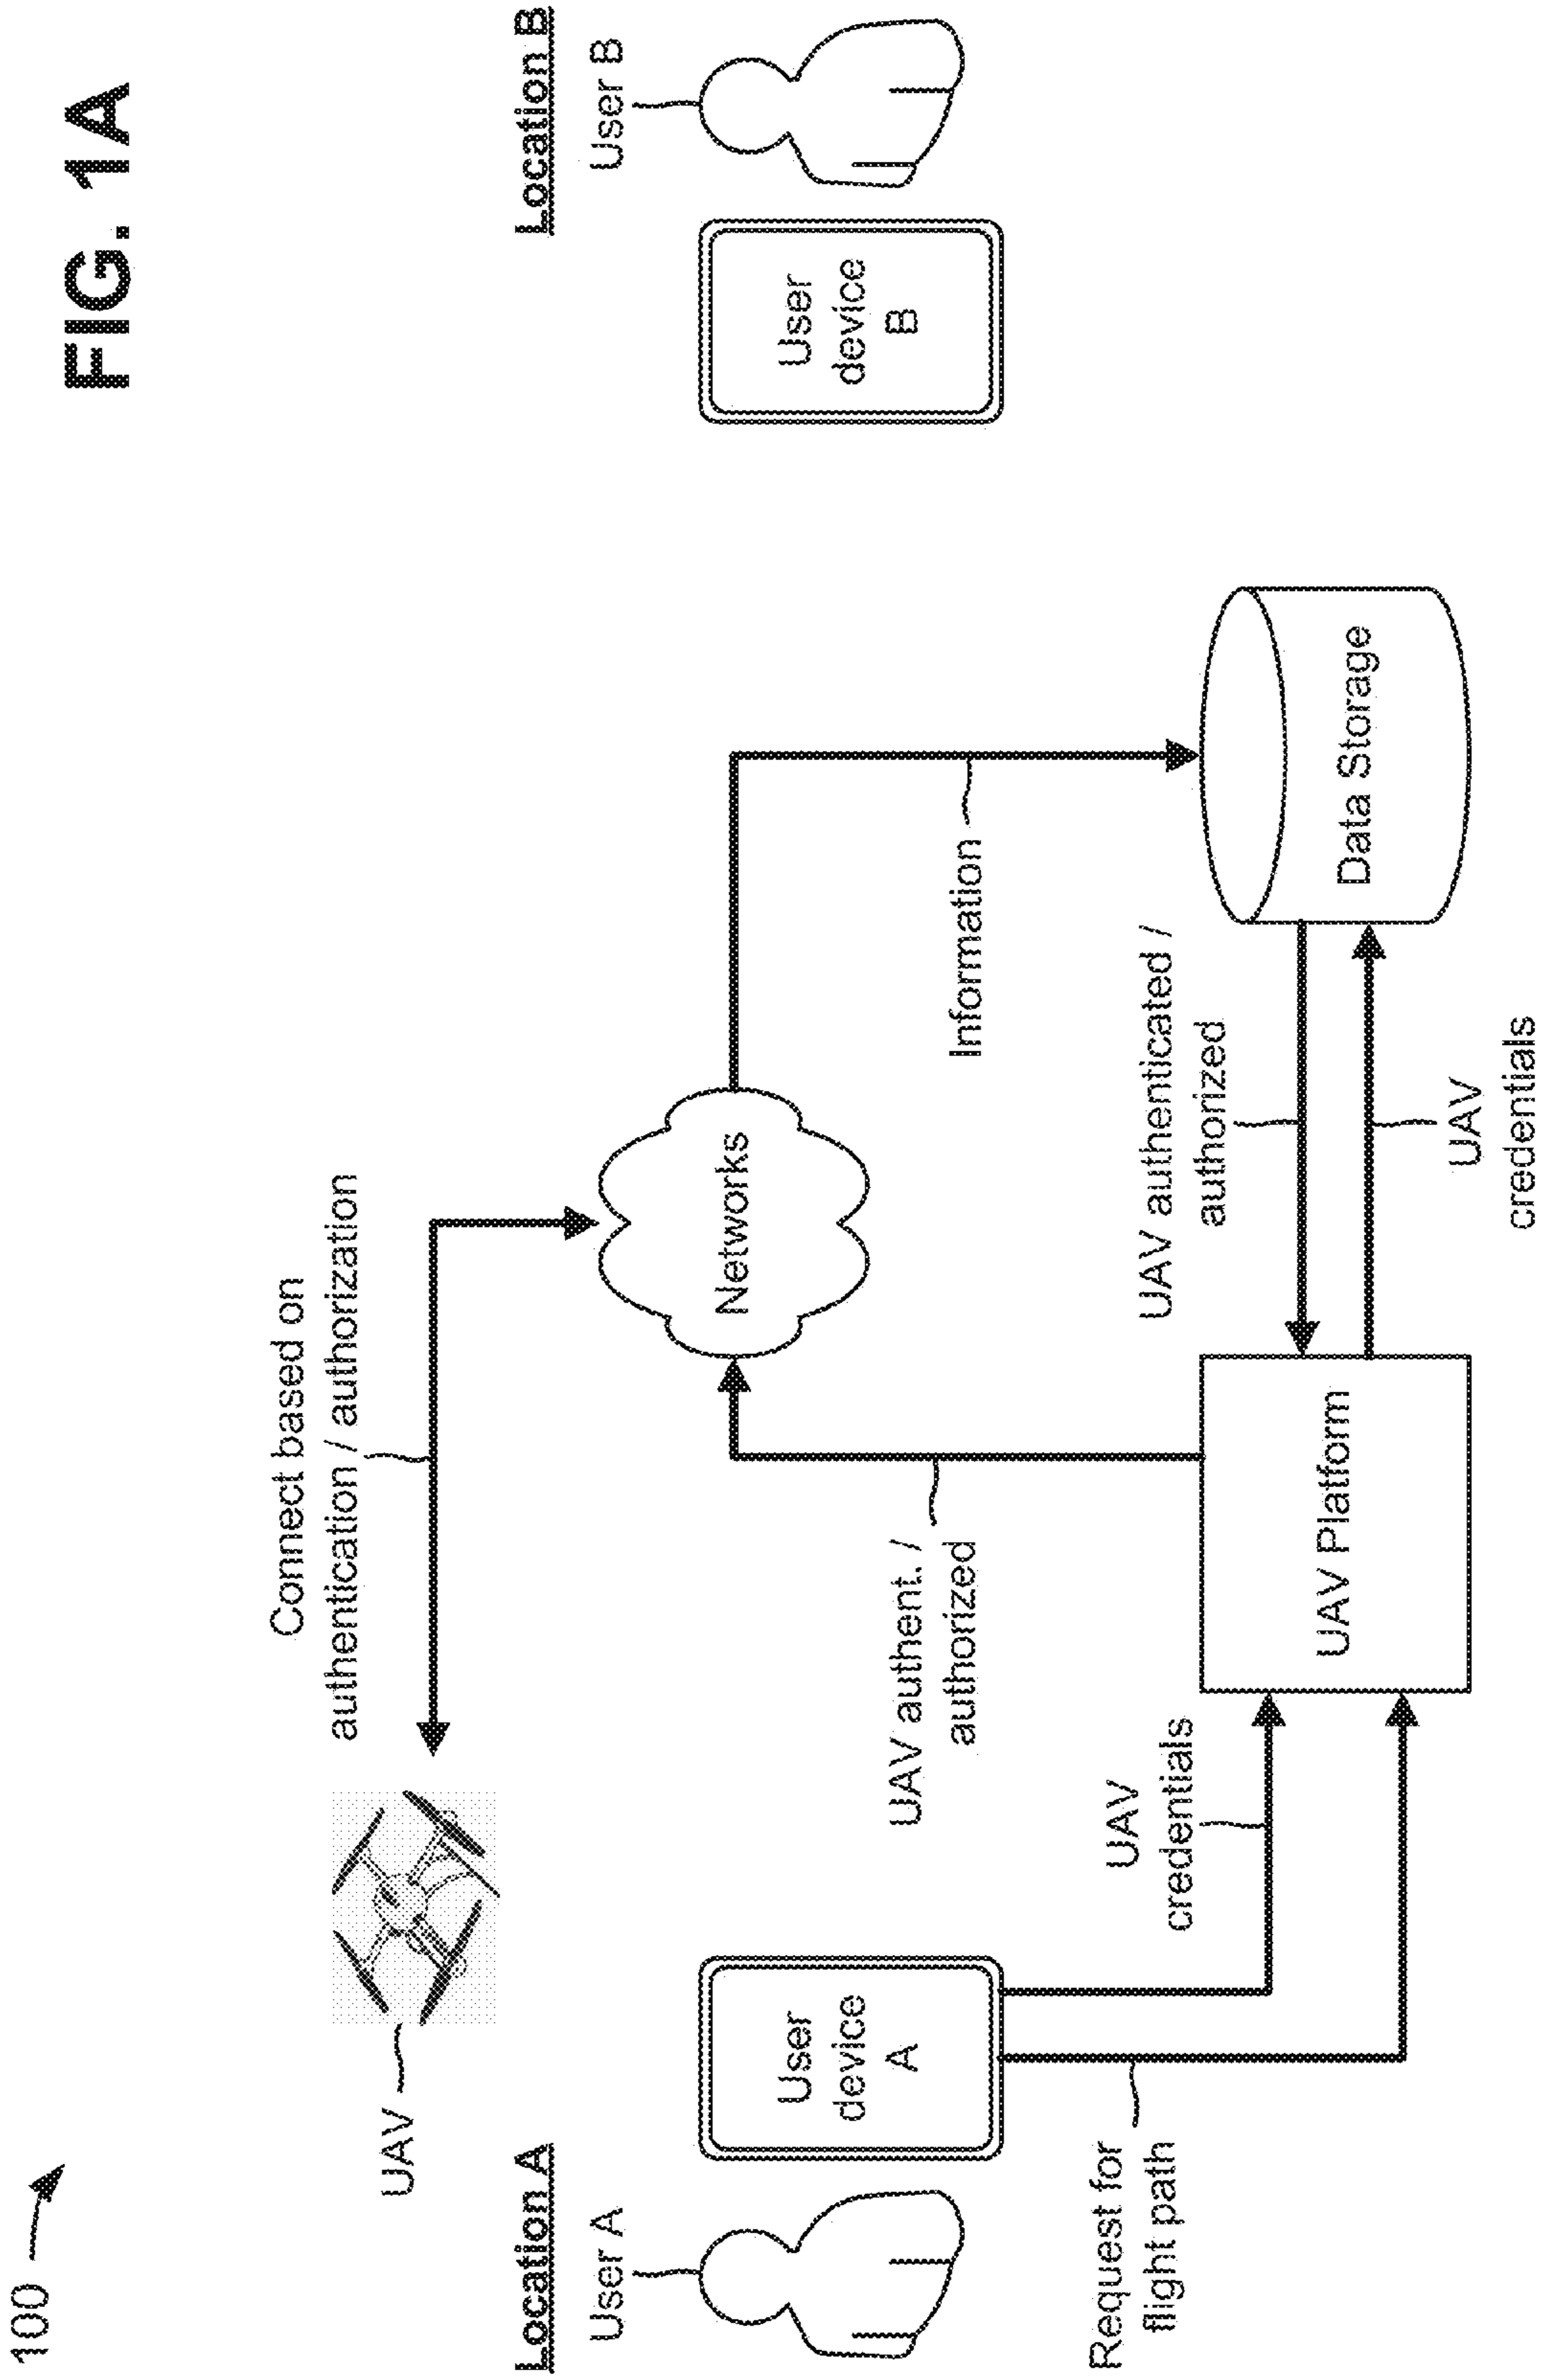 100
FIG. 1A
Connect based on
authentication / authorization
UAV
Location A
User A
User
device
A
Networks
Location B
User B
User
device
B
UAV authent. /
authorized
Information
Request for
flight path
UAV
credentials
UAV authenticated /
authorized
UAV Platform
Data Storage
UAV
credentials